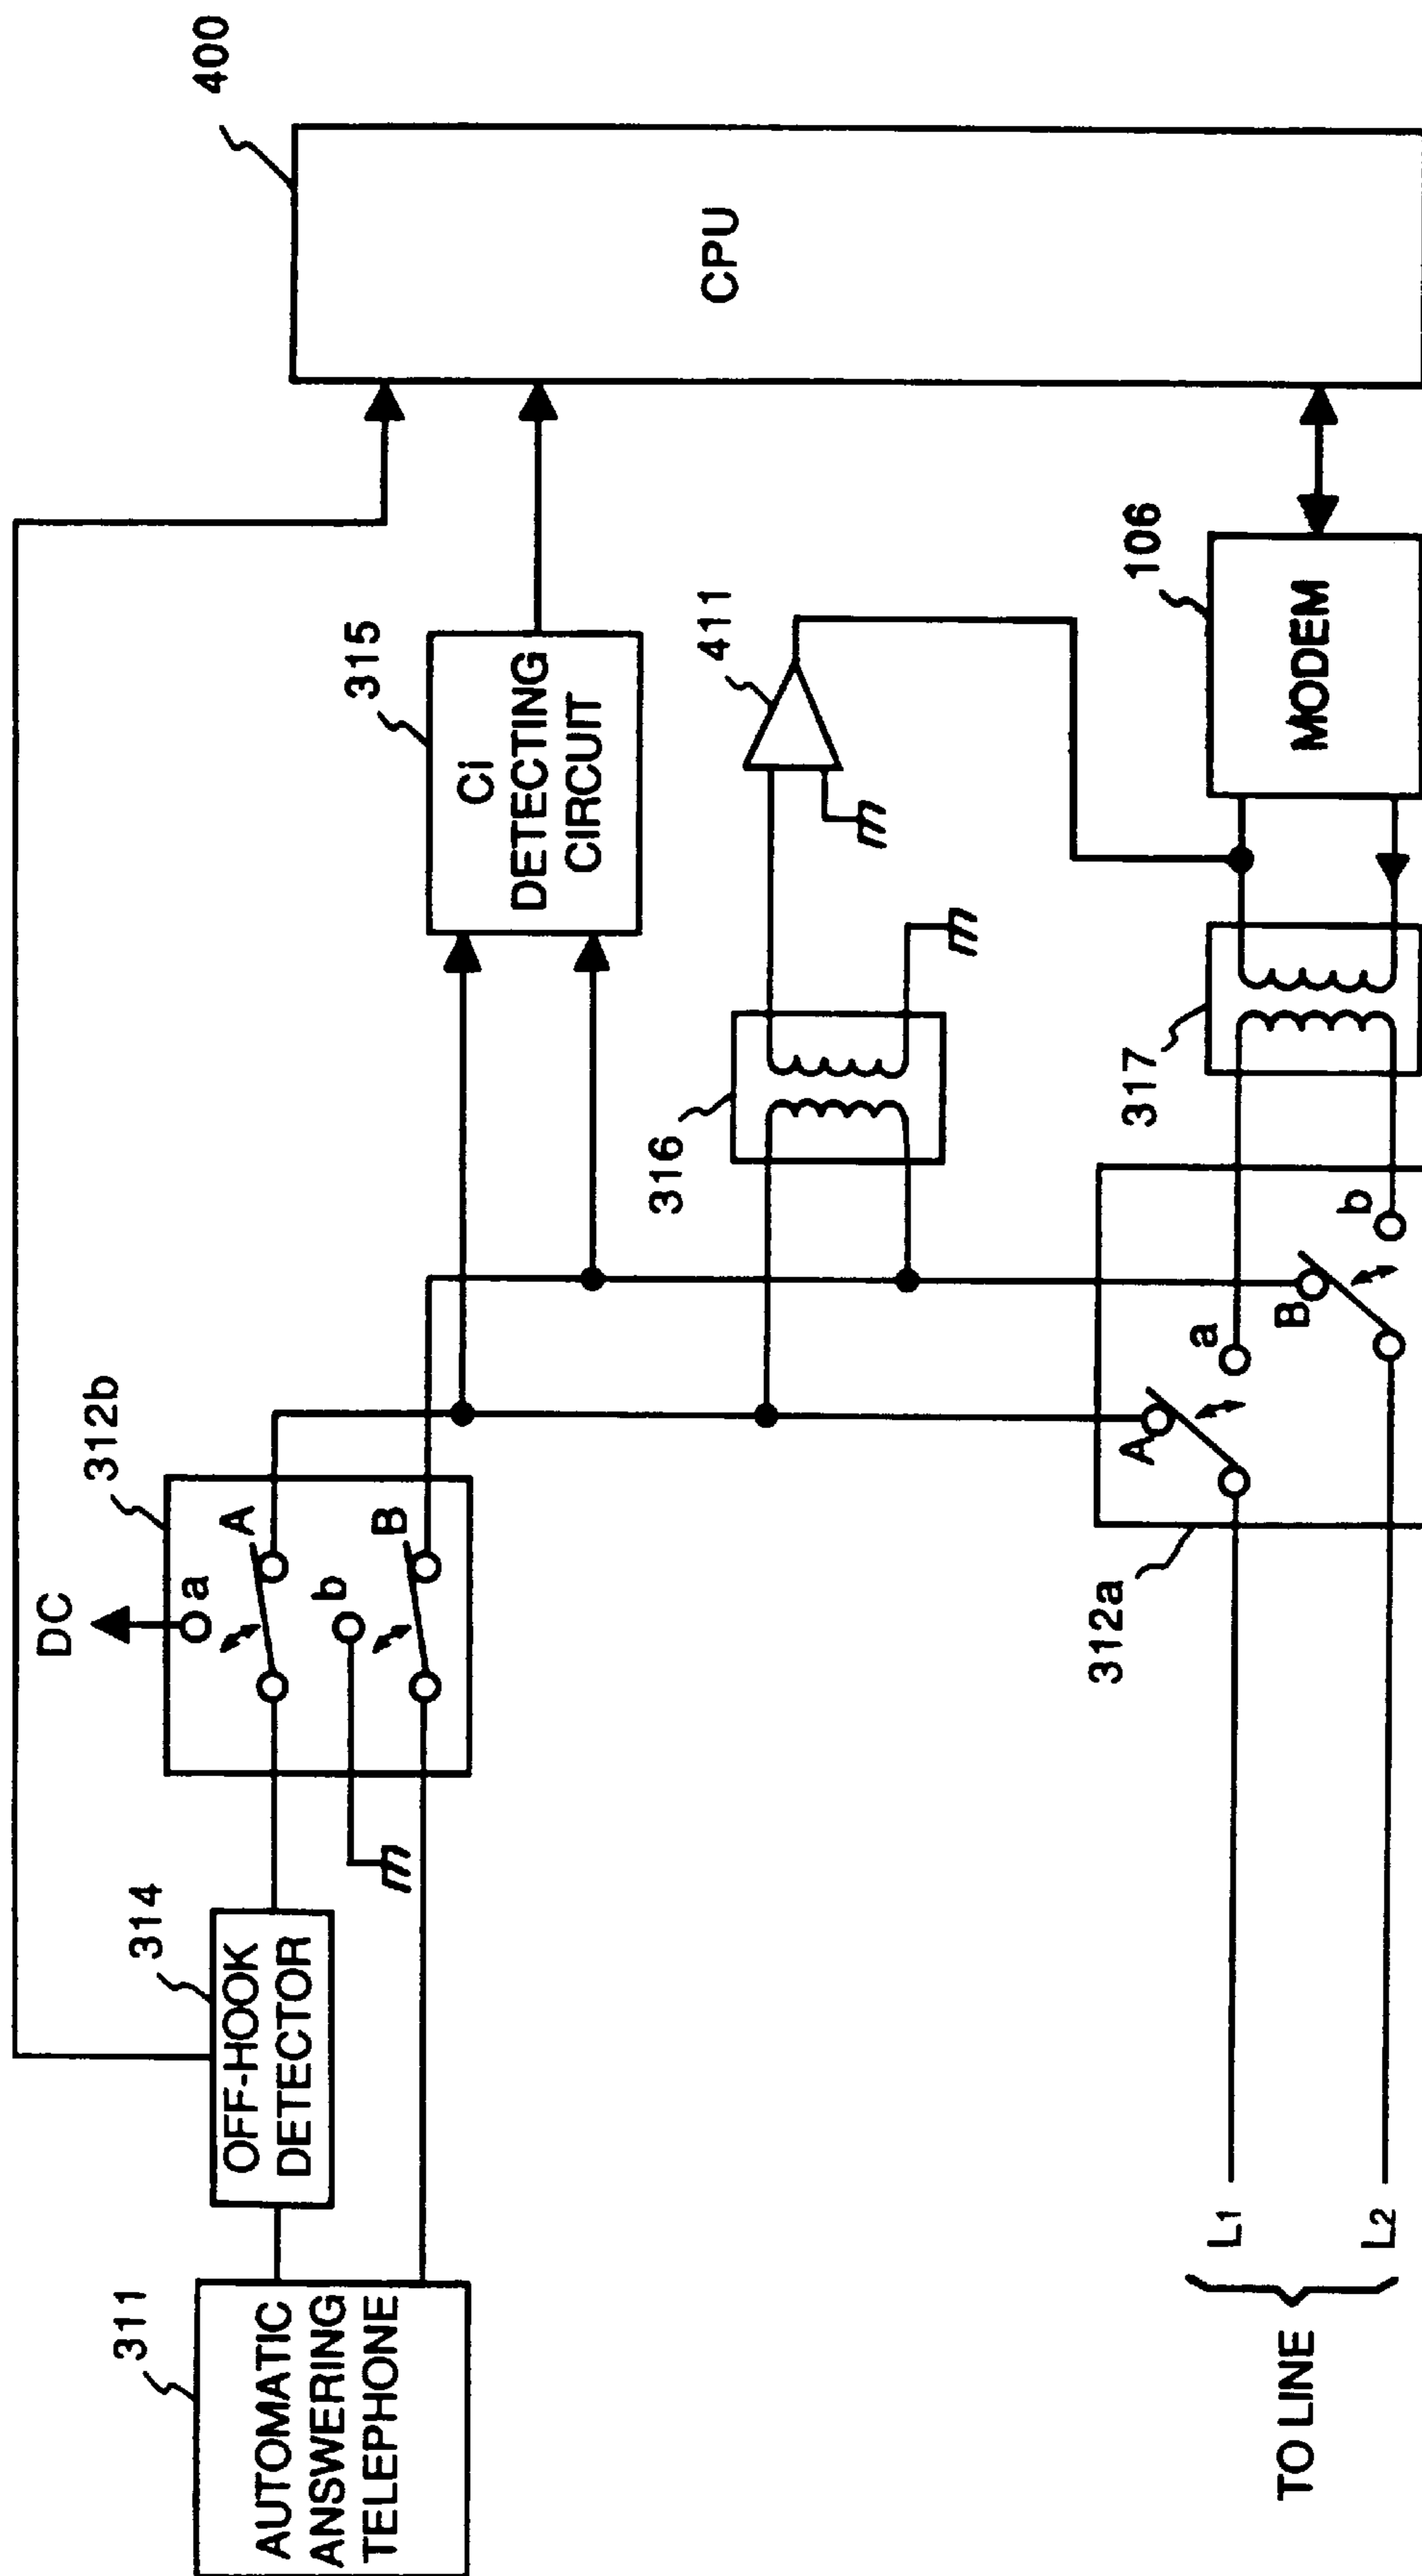 400
CPU
315
Ci
DETECTING
CIRCUIT
411
106
MODEM
316
317
312b
DC
a
A
b
B
A
a
B
b
312a
314
OFF-HOOK
DETECTOR
311
AUTOMATIC
ANSWERING
TELEPHONE
L1
L2
TO LINE